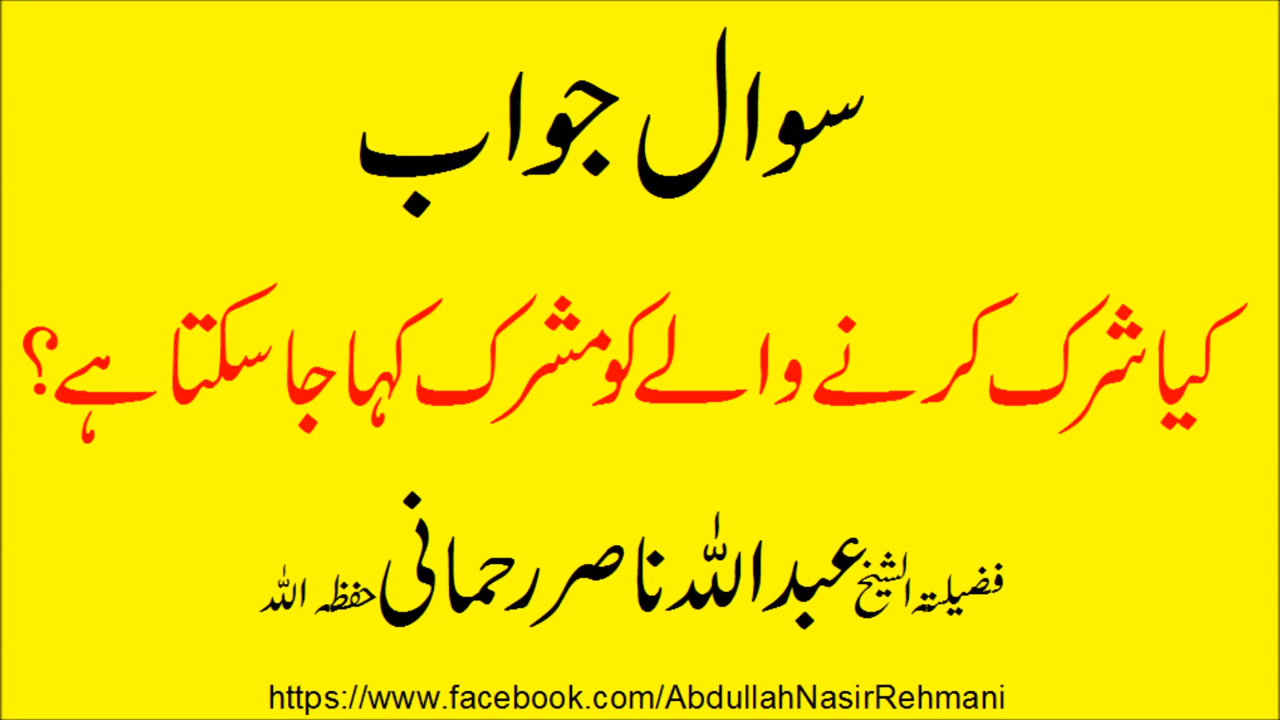 سوال جواب
کیا شرک کرنے والے کو مشرک کہا جا سکتا ہے؟
فضیلتہ الشیخ عبداللہ ناصر رحمانی حفظہ اللہ
https://www.facebook.com/AbdullahNasirRehmani